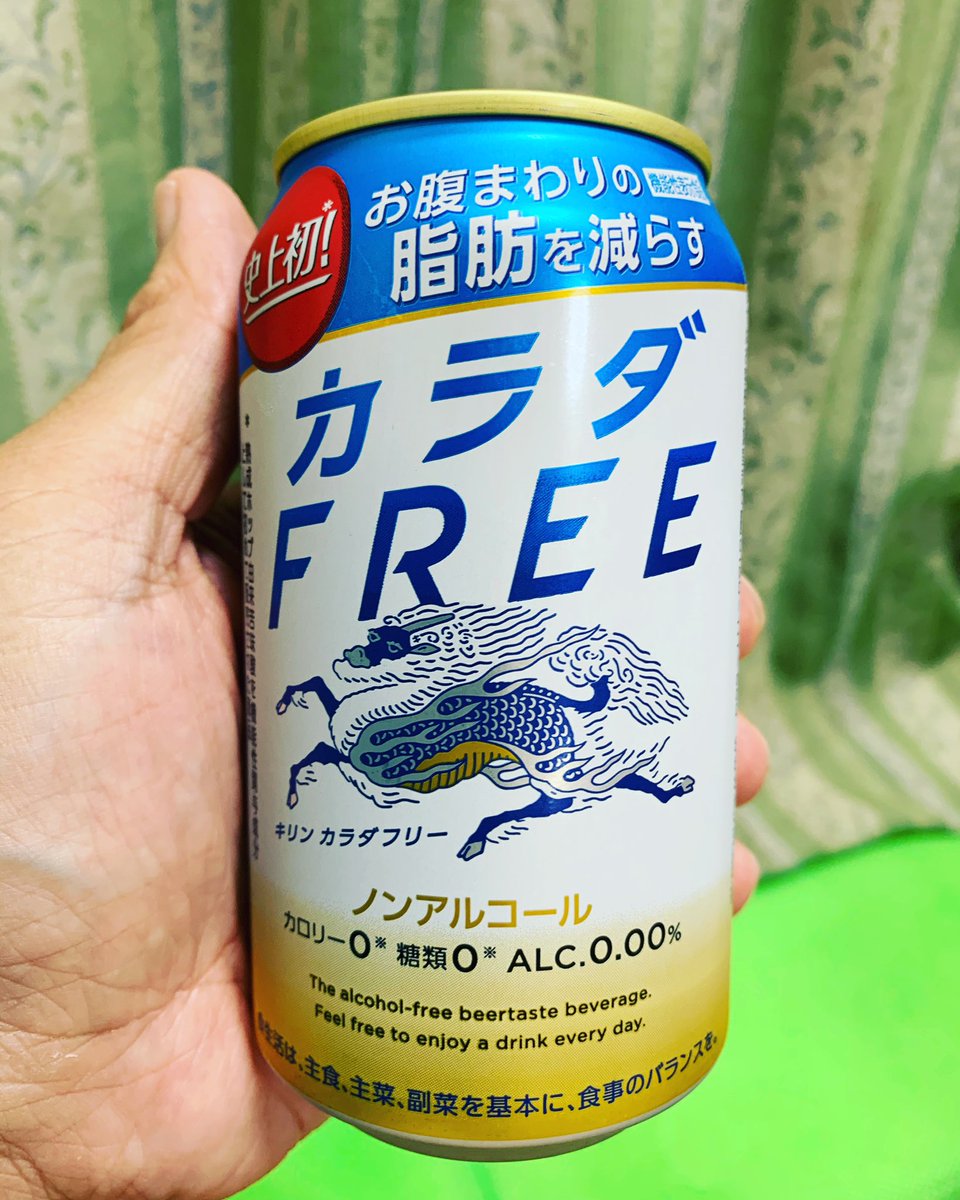 史上初！*
お腹まわりの
脂肪を減らす
カラダ
FREE
キリン カラダフリー
ノンアルコール
カロリー0※ 糖類0※ ALC.0.00%
The alcohol-free beertaste beverage.
Feel free to enjoy a drink every day.
生活は、主食、主菜、副菜を基本に、食事のバランスを。